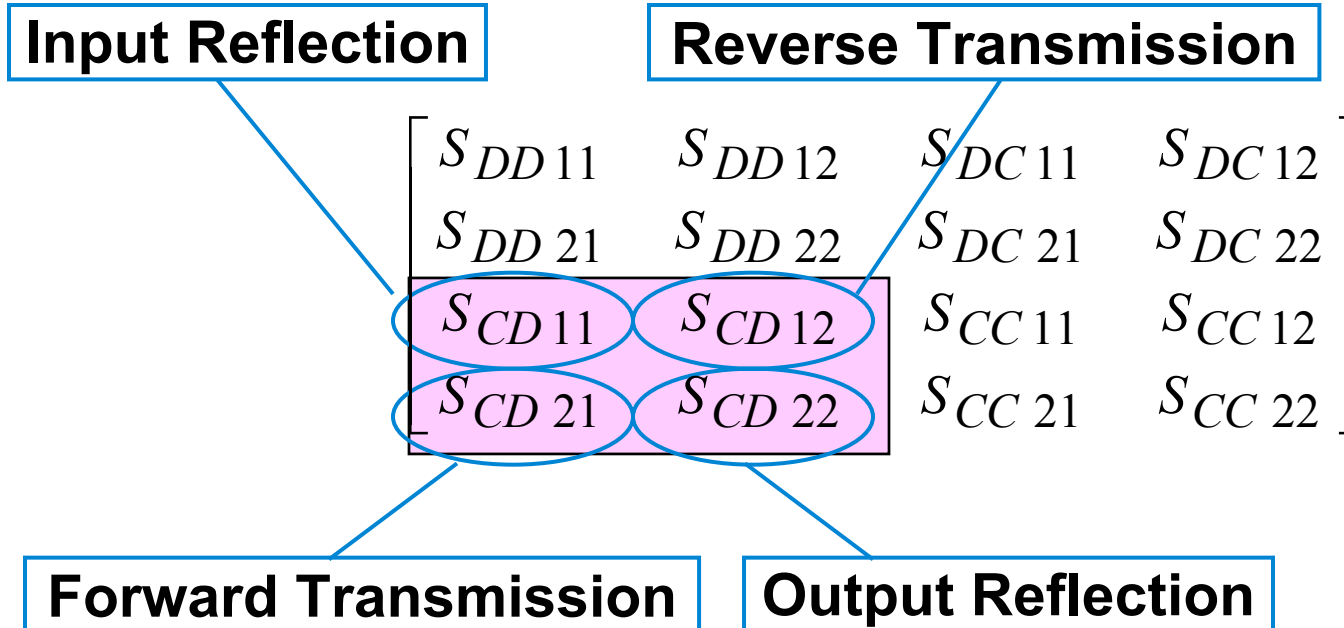 Input Reflection Reverse Transmission
S DD 11 S DD 12 S DC 11 S DC 12
S DD 21 S DD 22 S DC 21 S DC 22
S CD 11 S CD 12 S CC 11 S CC 12
S CD 21 S CD 22 S CC 21 S CC 22
Forward Transmission Output Reflection